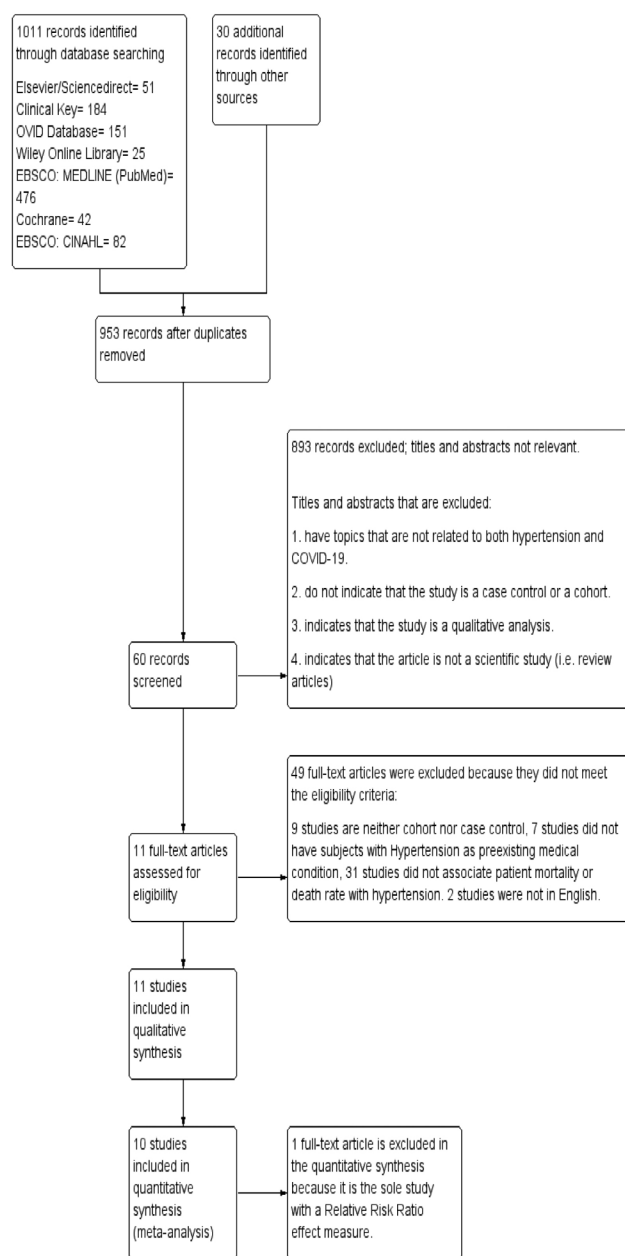 1011 records identified
through database searching
Elsevier/Sciencedirect= 51
Clinical Key= 184
OVID Database= 151
Wiley Online Library= 25
EBSCO: MEDLINE (PubMed)=
476
Cochrane= 42
EBSCO: CINAHL= 82
30 additional
records identified
through other
sources
953 records after duplicates
removed
893 records excluded; titles and abstracts not relevant.
Titles and abstracts that are excluded:
1. have topics that are not related to both hypertension and
COVID-19.
2. do not indicate that the study is a case control or a cohort.
3. indicates that the study is a qualitative analysis.
4. indicates that the article is not a scientific study (i.e. review
articles)
60 records
screened
49 full-text articles were excluded because they did not meet
the eligibility criteria:
9 studies are neither cohort nor case control, 7 studies did not
have subjects with Hypertension as preexisting medical
condition, 31 studies did not associate patient mortality or
death rate with hypertension. 2 studies were not in English.
11 full-text articles
assessed for
eligibility
11 studies
included in
qualitative
synthesis
10 studies
included in
quantitative
synthesis
(meta-analysis)
1 full-text article is excluded in
the quantitative synthesis
because it is the sole study
with a Relative Risk Ratio
effect measure.